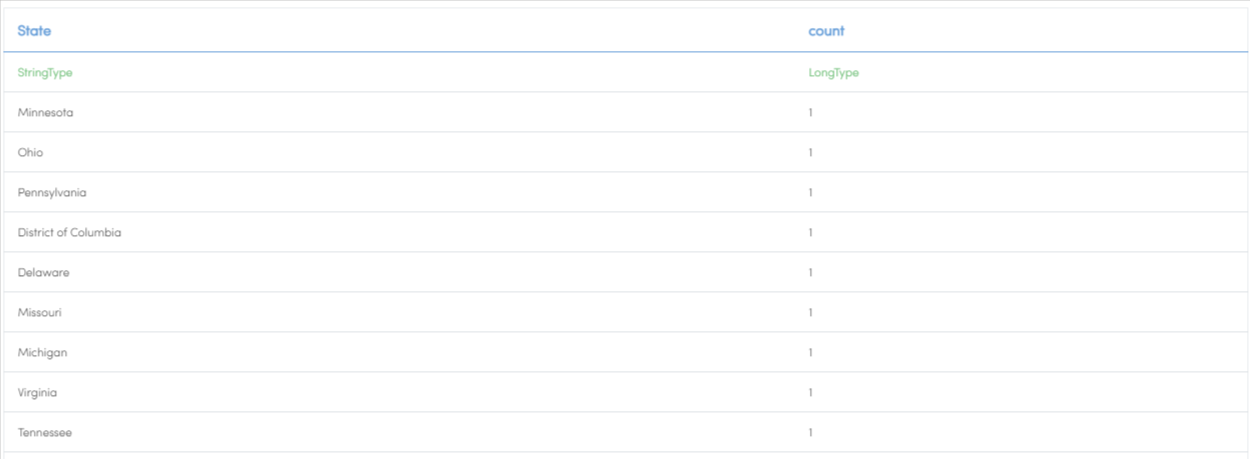 State count
StringType LongType
Minnesota 1
Ohio 1
Pennsylvania 1
District of Columbia 1
Delaware 1
Missouri 1
Michigan 1
Virginia 1
Tennessee 1